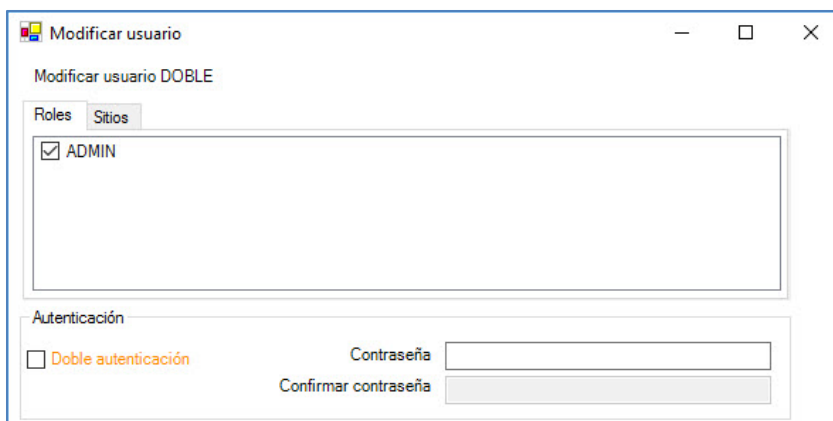 Modificar usuario
Modificar usuario DOBLE
Roles Sitios
ADMIN
Autenticación
Doble autenticación Contraseña
Confirmar contraseña